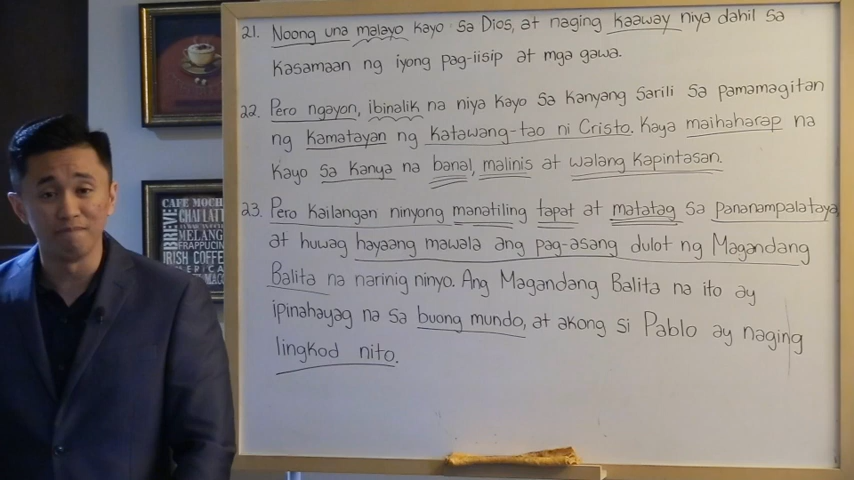 21. Noong una malayo kayo sa Dios, at naging kaaway niya dahil sa
kasamaan ng iyong pag-iisip at mga gawa.
22. Pero ngayon, ibinalik na niya kayo sa kanyang sarili sa pamamagitan
ng kamatayan ng katawang-tao ni Cristo. Kaya maihaharap na
kayo sa kanya na banal, malinis at walang kapintasan.
23. Pero kailangan ninyong manatiling tapat at matatag sa pananampalataya
at huwag hayaang mawala ang pag-asang dulot ng Magandang
Balita na narinig ninyo. Ang Magandang Balita na ito ay
ipinahayag na sa buong mundo, at akong si Pablo ay naging
lingkod nito.
CAFE MOCH
BREVE
CHAI LATT
MELANG
FRAPPUCIN
IRISH COFFE